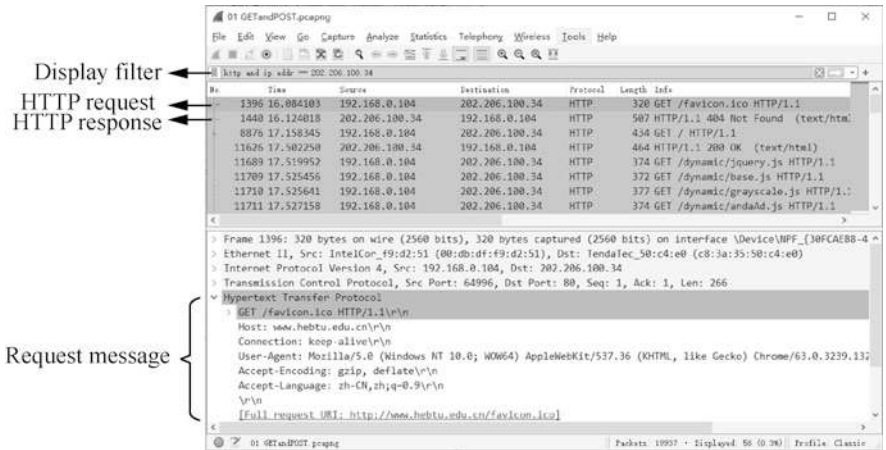 01 GETandPOST.pcapng
File Edit View Go Capture Analyze Statistics Telephony Wireless Tools Help
Display filter
http and ip.addr == 202.206.100.34
No. Time Source Destination Protocol Length Info
HTTP request
1396 16.084103 192.168.0.104 202.206.100.34 HTTP 320 GET /favicon.ico HTTP/1.1
HTTP response
1440 16.124018 202.206.100.34 192.168.0.104 HTTP 507 HTTP/1.1 404 Not Found (text/html
8876 17.158345 192.168.0.104 202.206.100.34 HTTP 434 GET / HTTP/1.1
11626 17.502250 202.206.100.34 192.168.0.104 HTTP 464 HTTP/1.1 200 OK (text/html)
11689 17.519952 192.168.0.104 202.206.100.34 HTTP 374 GET /dynamic/jquery.js HTTP/1.1
11709 17.525456 192.168.0.104 202.206.100.34 HTTP 372 GET /dynamic/base.js HTTP/1.1
11710 17.525641 192.168.0.104 202.206.100.34 HTTP 377 GET /dynamic/grayscale.js HTTP/1.
11711 17.527158 192.168.0.104 202.206.100.34 HTTP 374 GET /dynamic/andaAd.js HTTP/1.1
Frame 1396: 320 bytes on wire (2560 bits), 320 bytes captured (2560 bits) on interface \Device\NPF_{30FCAEB8-4
Ethernet II, Src: IntelCor_f9:d2:51 (00:db:df:f9:d2:51), Dst: TendaTec_50:c4:e0 (c8:3a:35:50:c4:e0)
Internet Protocol Version 4, Src: 192.168.0.104, Dst: 202.206.100.34
Transmission Control Protocol, Src Port: 64996, Dst Port: 80, Seq: 1, Ack: 1, Len: 266
Hypertext Transfer Protocol
GET /favicon.ico HTTP/1.1\r\n
Host: www.hebtu.edu.cn\r\n
Connection: keep-alive\r\n
Request message
User-Agent: Mozilla/5.0 (Windows NT 10.0; WOW64) AppleWebKit/537.36 (KHTML, like Gecko) Chrome/63.0.3239.132
Accept-Encoding: gzip, deflate\r\n
Accept-Language: zh-CN,zh;q=0.9\r\n
\r\n
[Full request URI: http://www.hebtu.edu.cn/favicon.ico]
01 GETandPOST.pcapng Packets: 19937 · Displayed: 56 (0.3%) Profile: Classic